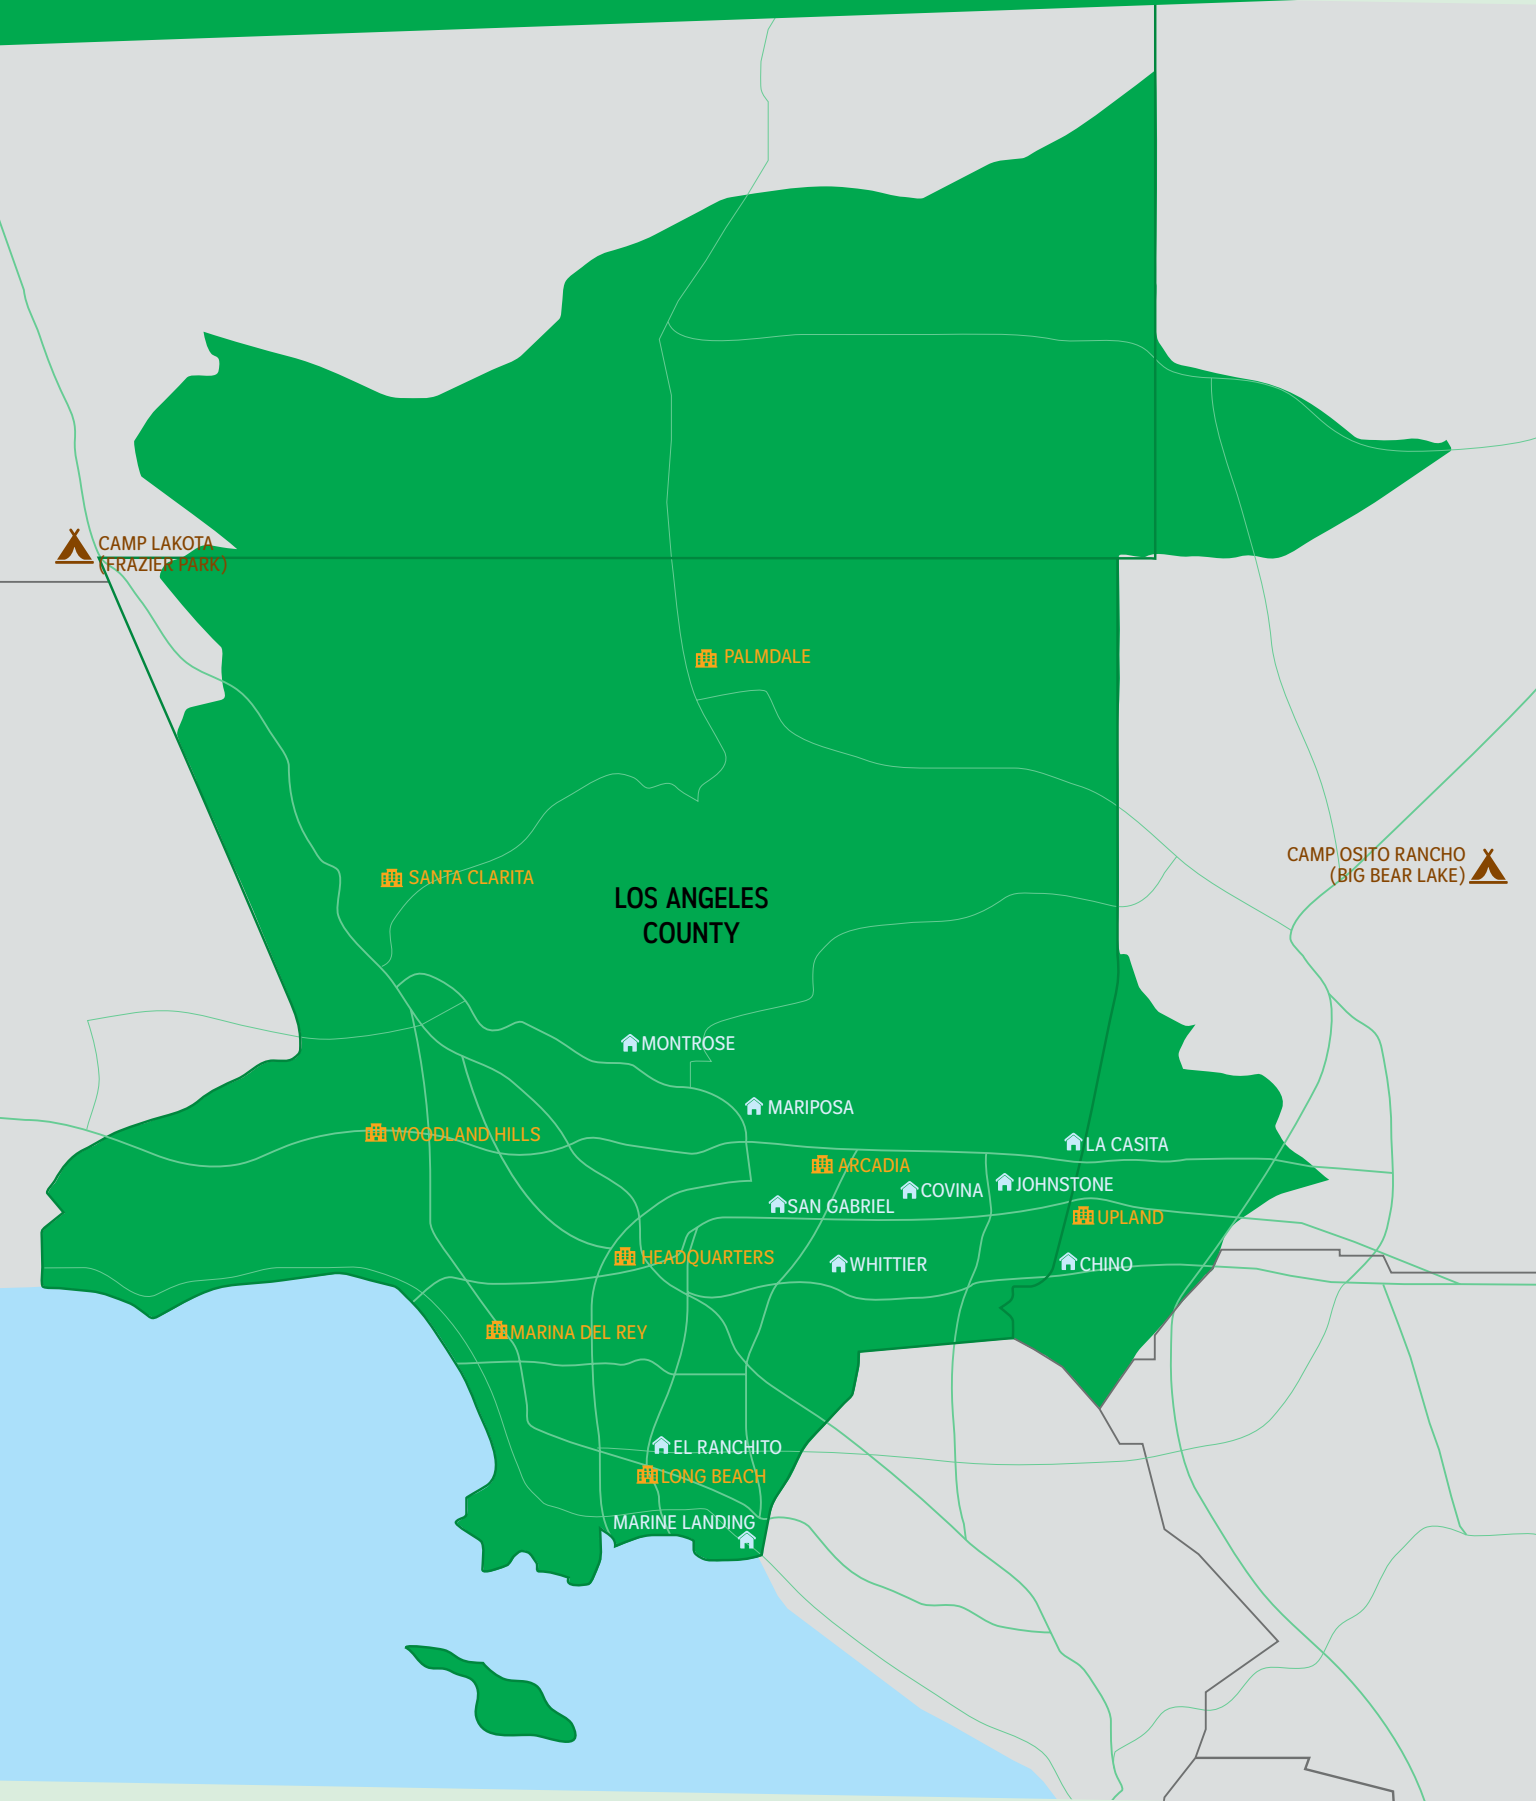 CAMP LAKOTA
(FRAZIER PARK)
PALMDALE
CAMP OSITO RANCHO
(BIG BEAR LAKE)
SANTA CLARITA
LOS ANGELES
COUNTY
MONTROSE
MARIPOSA
WOODLAND HILLS
LA CASITA
ARCADIA
JOHNSTONE
COVINA
SAN GABRIEL
UPLAND
HEADQUARTERS
WHITTIER
CHINO
MARINA DEL REY
EL RANCHITO
LONG BEACH
MARINE LANDING